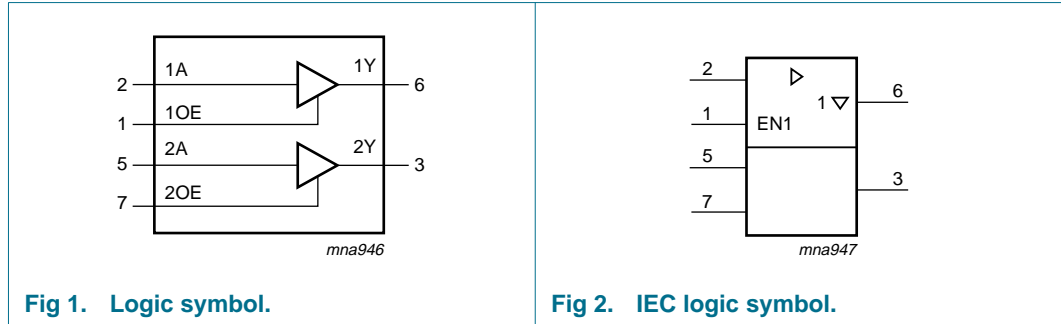 2 1A 1Y 6
1 1OE
5 2A 2Y 3
7 2OE
mna946
Fig 1. Logic symbol.
2
1 6
1 EN1
5
3
7
mna947
Fig 2. IEC logic symbol.